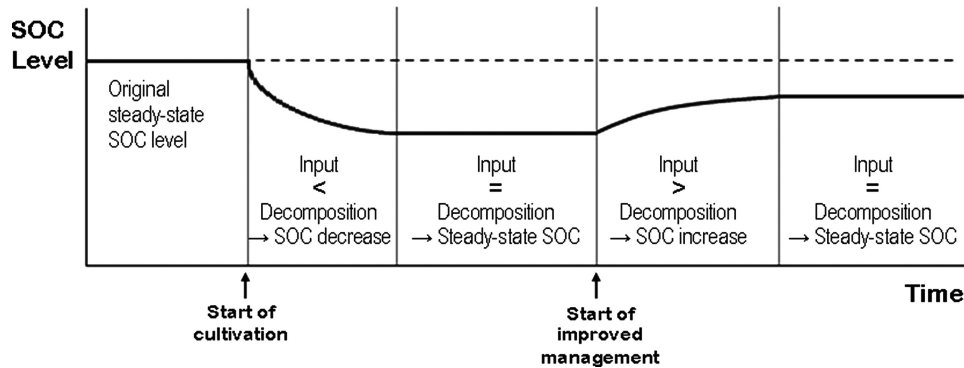 SOC
Level
Original
steady-state
SOC level
Input
<
Decomposition
→ SOC decrease
Input
=
Decomposition
→ Steady-state SOC
Input
>
Decomposition
→ SOC increase
Input
=
Decomposition
→ Steady-state SOC
Time
Start of
cultivation
Start of
improved
management